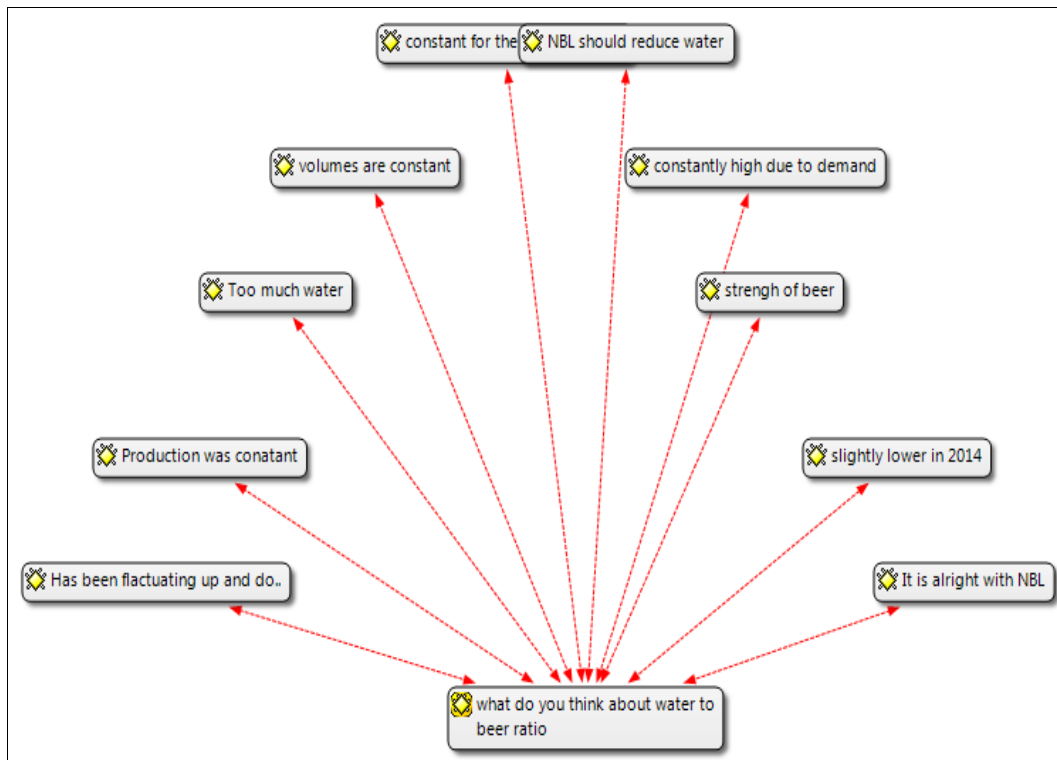 constant for the
NBL should reduce water
volumes are constant
constantly high due to demand
Too much water
strengh of beer
Production was conatant
slightly lower in 2014
Has been flactuating up and do..
It is alright with NBL
what do you think about water to
beer ratio